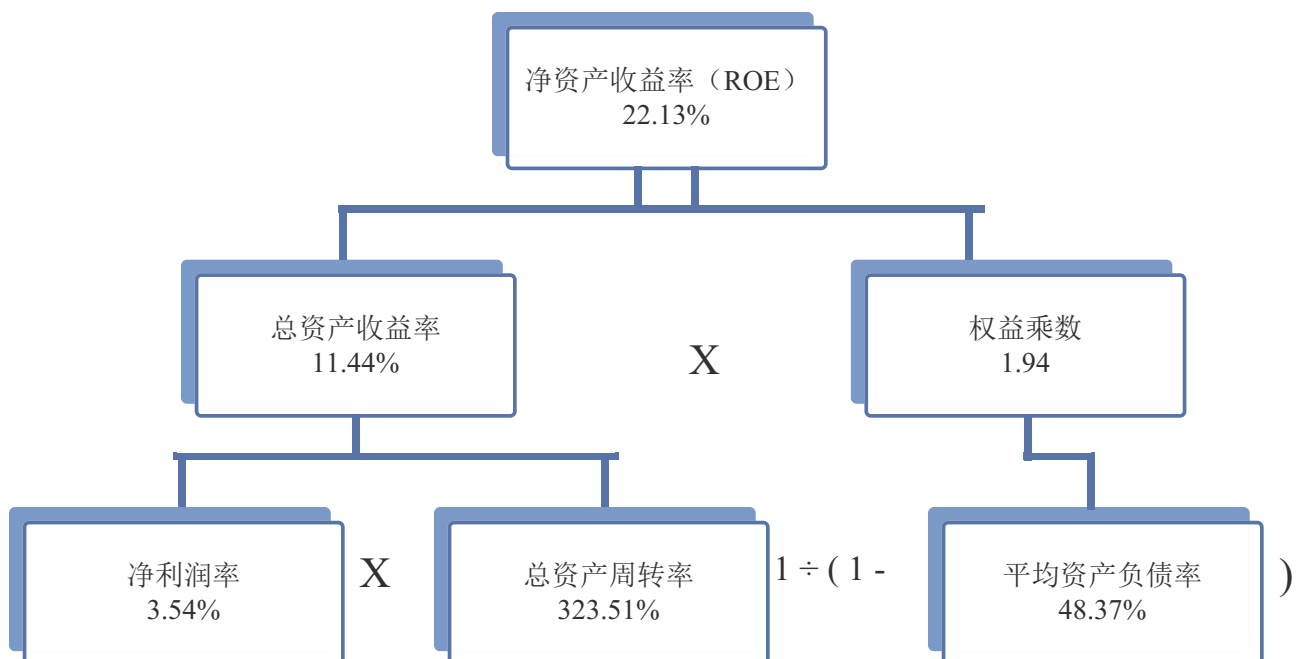 净资产收益率（ROE）
22.13%
总资产收益率
11.44%
X
权益乘数
1.94
净利润率
3.54%
X
总资产周转率
323.51%
1 ÷ ( 1 -
平均资产负债率
48.37%
)